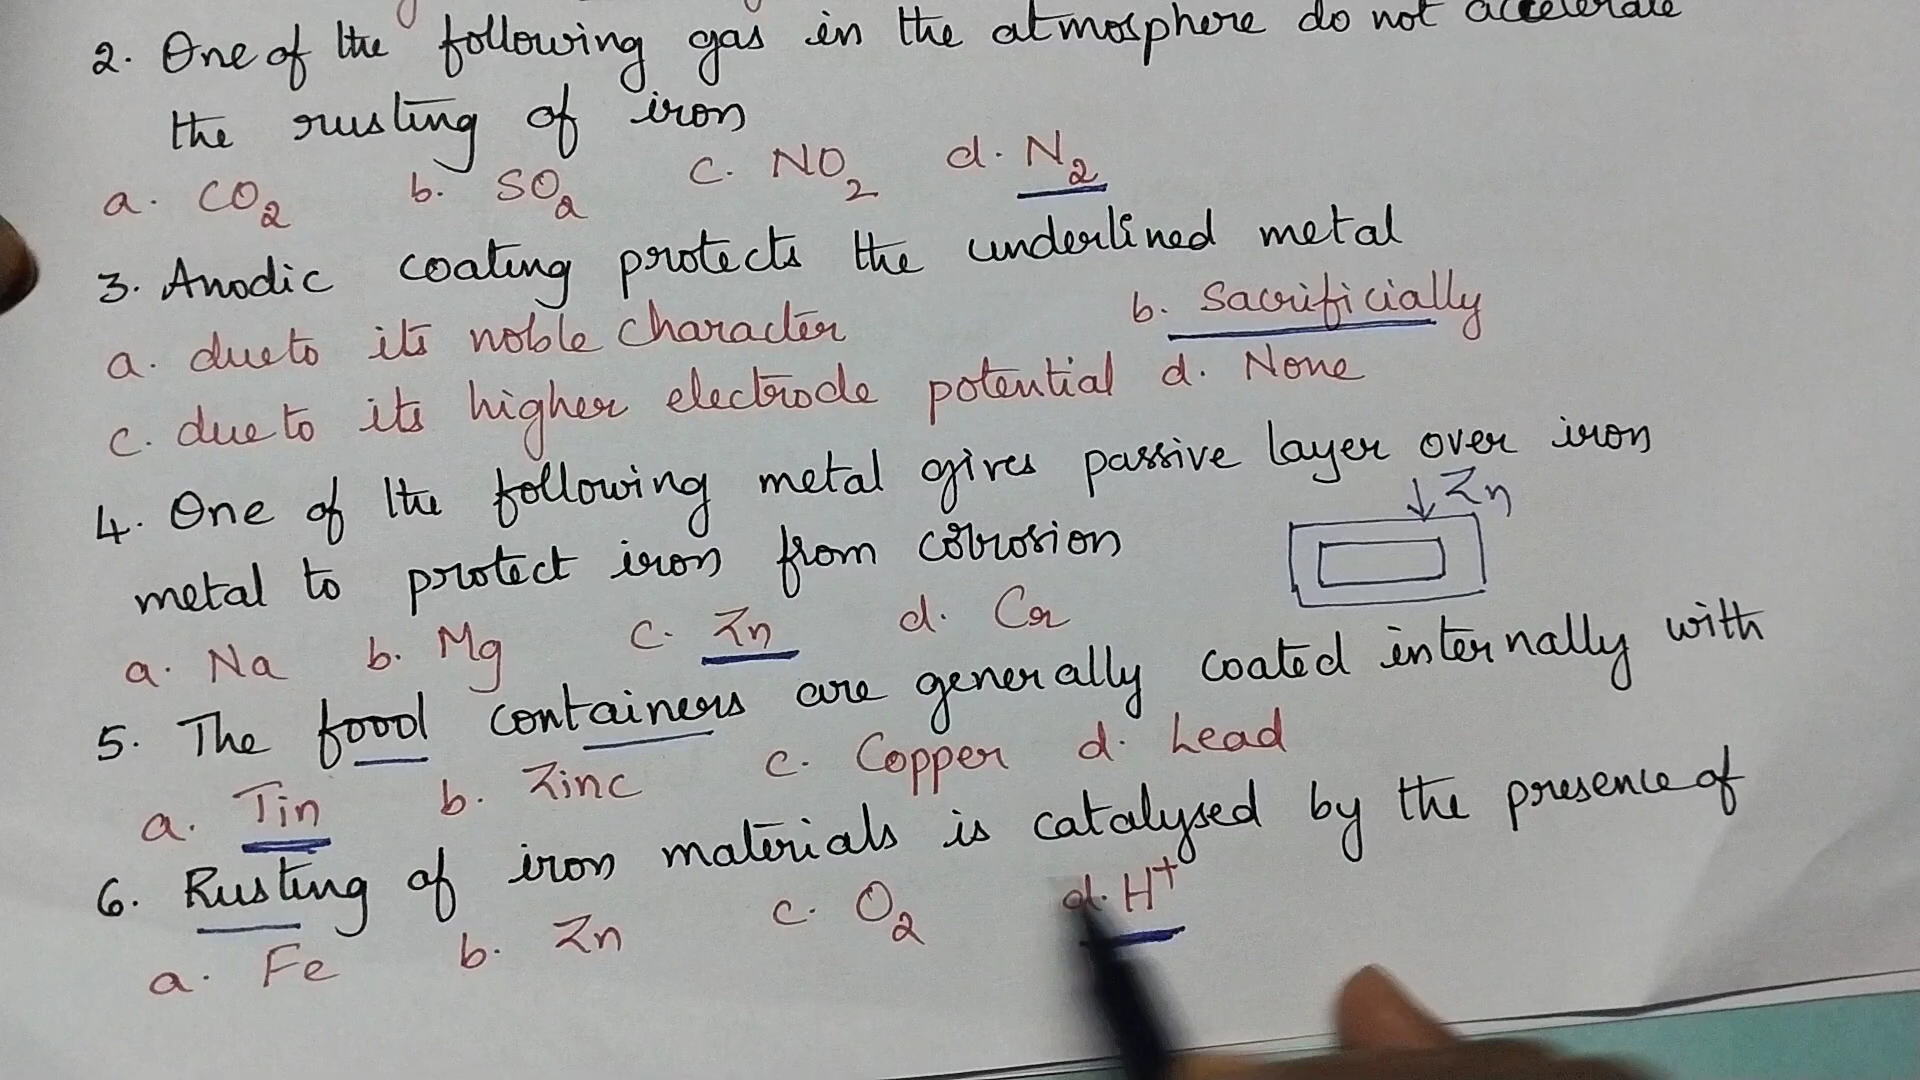 2. One of the following gas in the atmosphere do not accelerate
the rusting of iron
a. CO2 b. SO2 c. NO2 d. N2
3. Anodic coating protects the underlined metal
a. due to its noble character b. Sacrificially
c. due to its higher electrode potential d. None
4. One of the following metal gives passive layer over iron
metal to protect iron from corrosion
Zn
a. Na b. Mg c. Zn d. Cr
5. The food containers are generally coated internally with
a. Tin b. Zinc c. Copper d. Lead
6. Rusting of iron materials is catalysed by the presence of
a. Fe b. Zn c. O2 d. H+